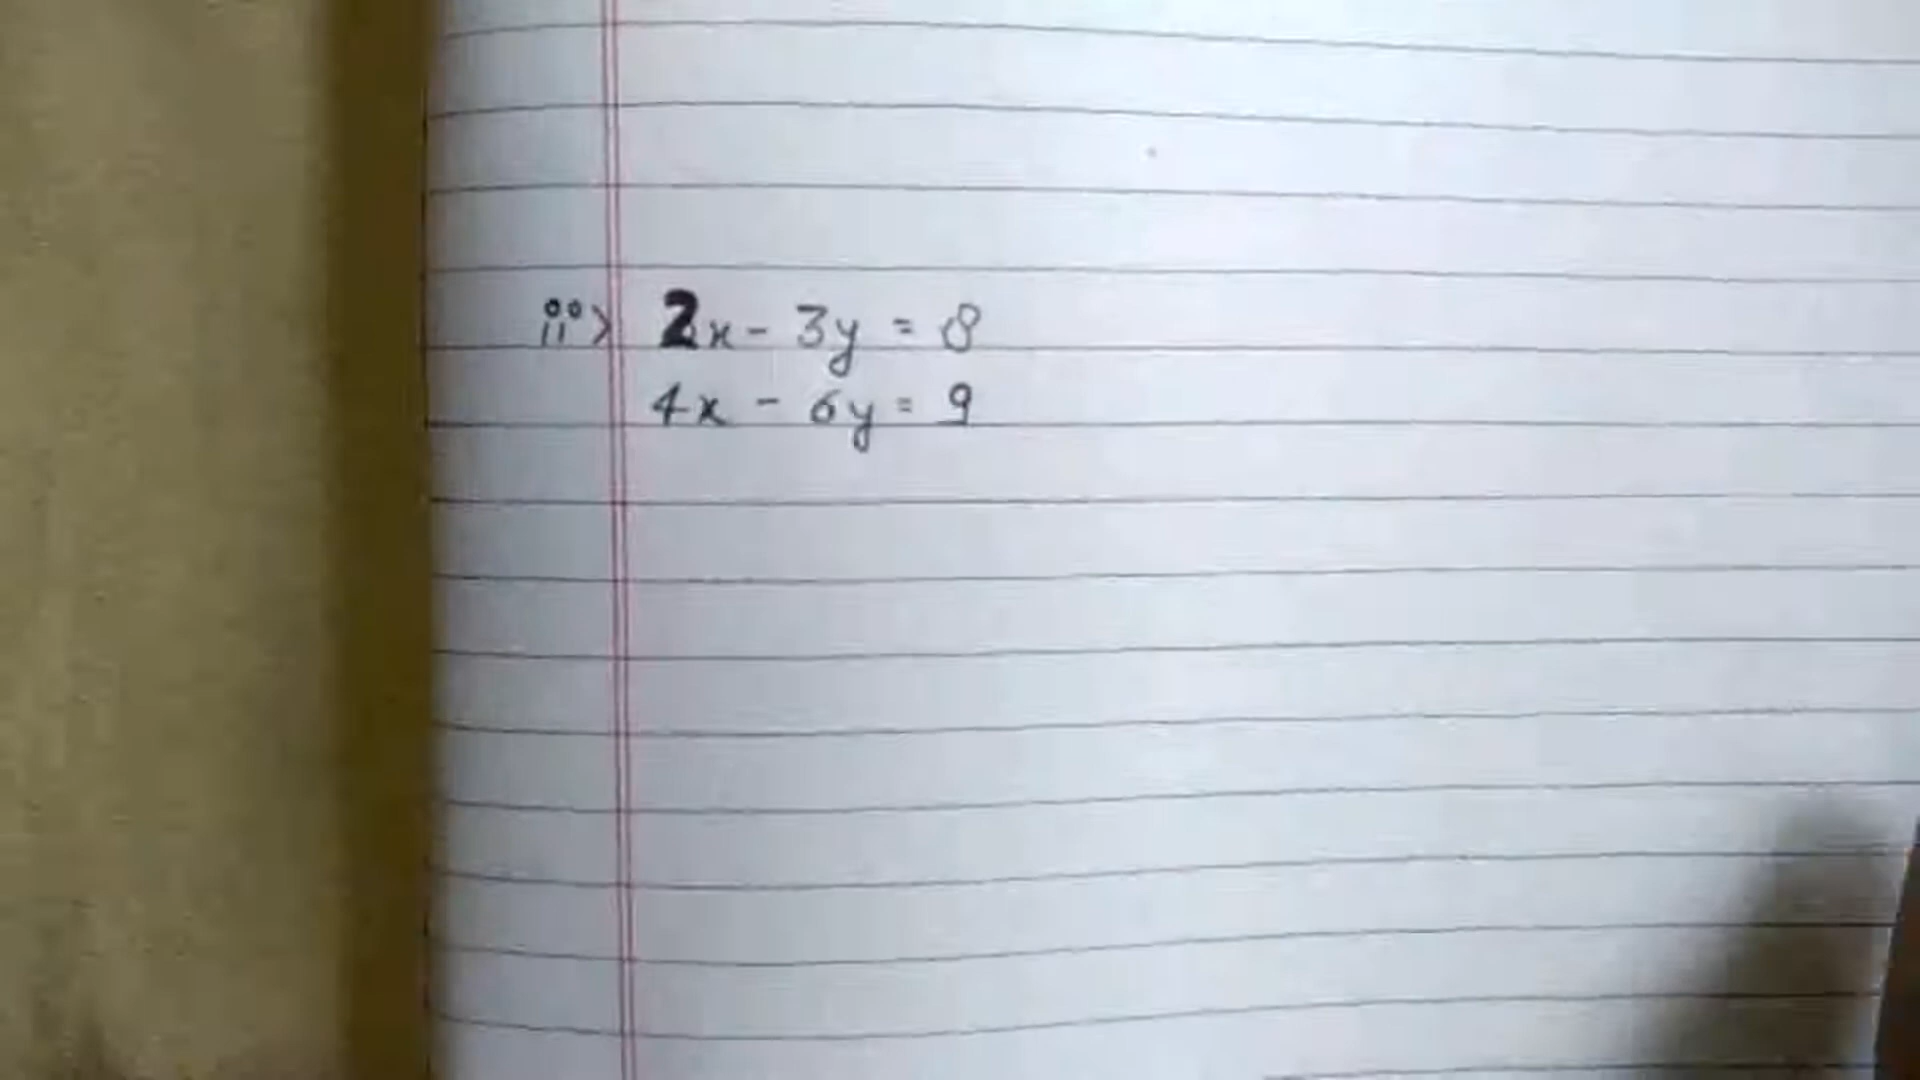 ii> 2x - 3y = 8
4x - 6y = 9